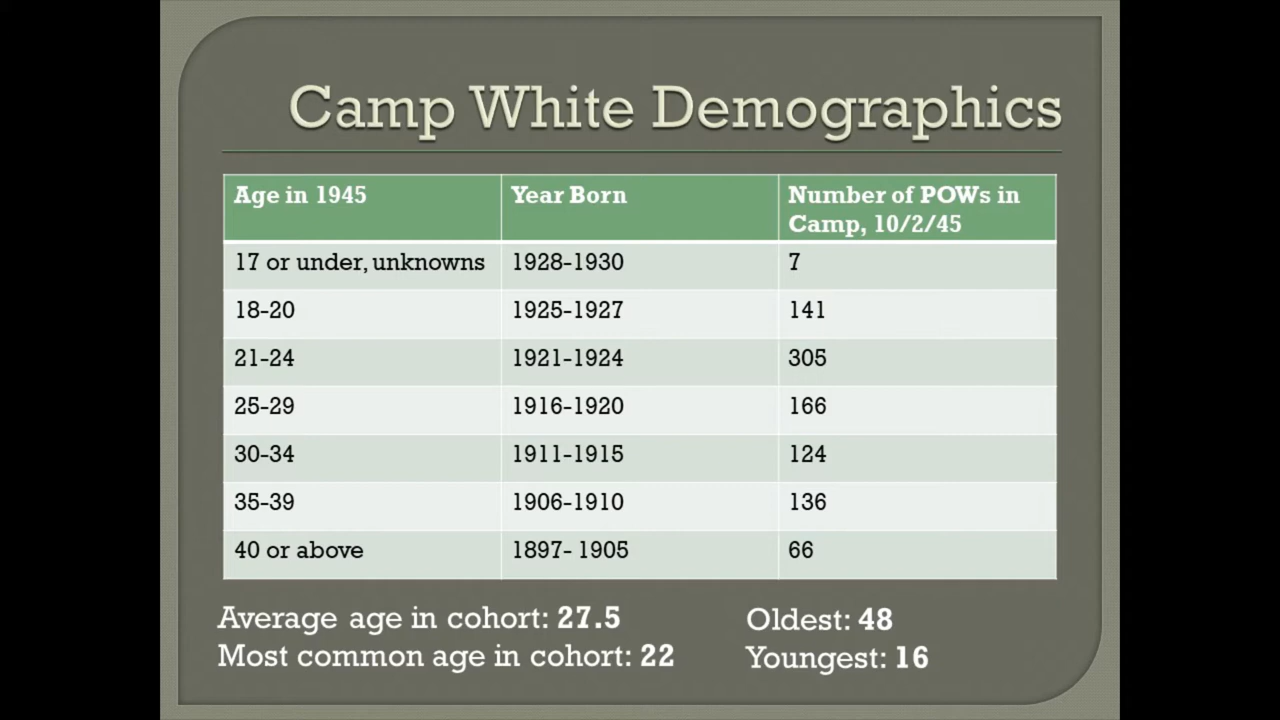 Camp White Demographics
Age in 1945 Year Born Number of POWs in
Camp, 10/2/45
17 or under, unknowns 1928-1930 7
18-20 1925-1927 141
21-24 1921-1924 305
25-29 1916-1920 166
30-34 1911-1915 124
35-39 1906-1910 136
40 or above 1897- 1905 66
Average age in cohort: 27.5 Oldest: 48
Most common age in cohort: 22 Youngest: 16